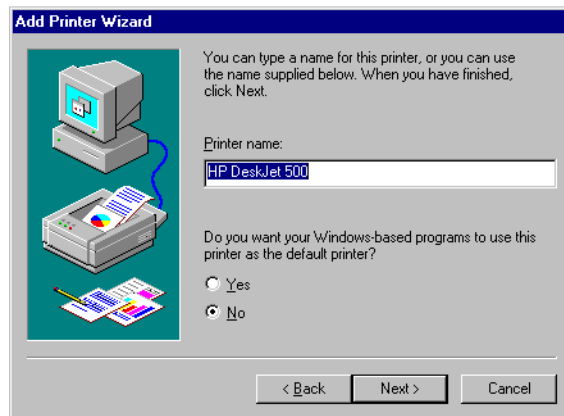 Add Printer Wizard
You can type a name for this printer, or you can use
the name supplied below. When you have finished,
click Next.
Printer name:
HP DeskJet 500
Do you want your Windows-based programs to use this
printer as the default printer?
Yes
No
< Back
Next >
Cancel